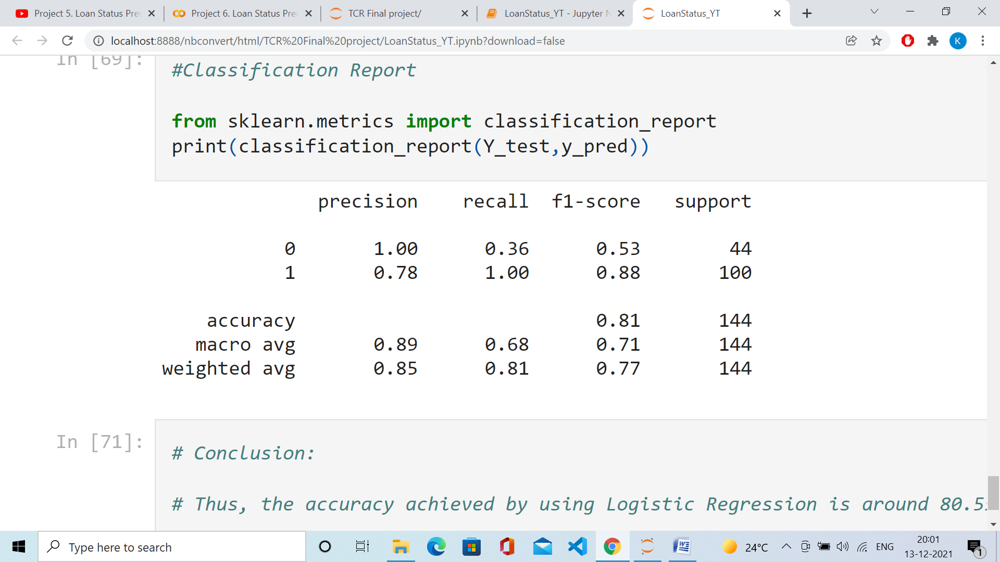 Project 5. Loan Status Pre
Project 6. Loan Status Pre
TCR Final project/
LoanStatus_YT - Jupyter N
LoanStatus_YT
localhost:8888/nbconvert/html/TCR%20Final%20project/LoanStatus_YT.ipynb?download=false
K
In [69]:
#Classification Report
from sklearn.metrics import classification_report
print(classification_report(Y_test,y_pred))
precision recall f1-score support
0 1.00 0.36 0.53 44
1 0.78 1.00 0.88 100
accuracy 0.81 144
macro avg 0.89 0.68 0.71 144
weighted avg 0.85 0.81 0.77 144
In [71]:
# Conclusion:
# Thus, the accuracy achieved by using Logistic Regression is around 80.5
Type here to search
24°C
ENG
20:01
13-12-2021
1